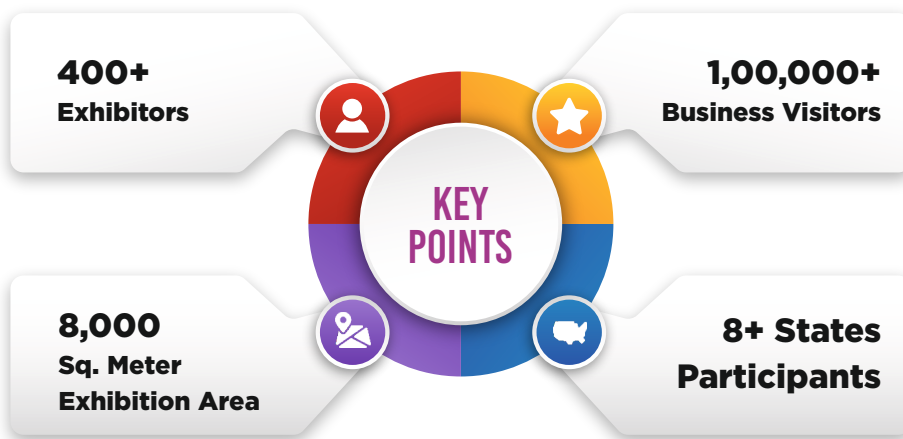 400+
Exhibitors
1,00,000+
Business Visitors
KEY
POINTS
8,000
Sq. Meter
Exhibition Area
8+ States
Participants